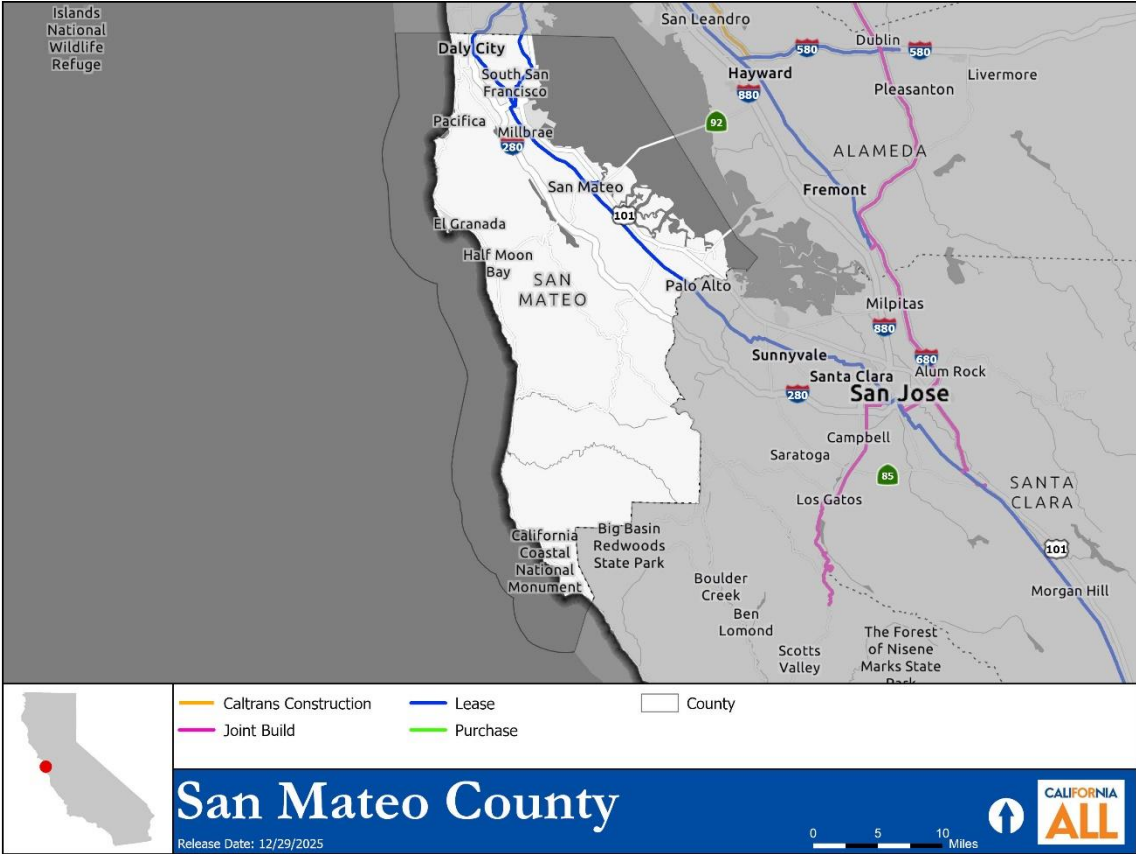 Islands
National
Wildlife
Refuge
San Leandro
Dublin
580
580
Daly City
Hayward
Livermore
South San
Francisco
880
Pleasanton
Pacifica
92
Millbrae
280
ALAMEDA
San Mateo
Fremont
101
El Granada
Half Moon
Bay
SAN
MATEO
Palo Alto
Milpitas
880
Sunnyvale
680
Alum Rock
Santa Clara
280
San Jose
Campbell
Saratoga
85
Los Gatos
SANTA
CLARA
California
Coastal
National
Monument
Big Basin
Redwoods
State Park
101
Boulder
Creek
Morgan Hill
Ben
Lomond
Scotts
Valley
The Forest
of Nisene
Marks State
Park
Caltrans Construction
Lease
County
Joint Build
Purchase
San Mateo County
Release Date: 12/29/2025
0 5 10
Miles
CALIFORNIA
ALL